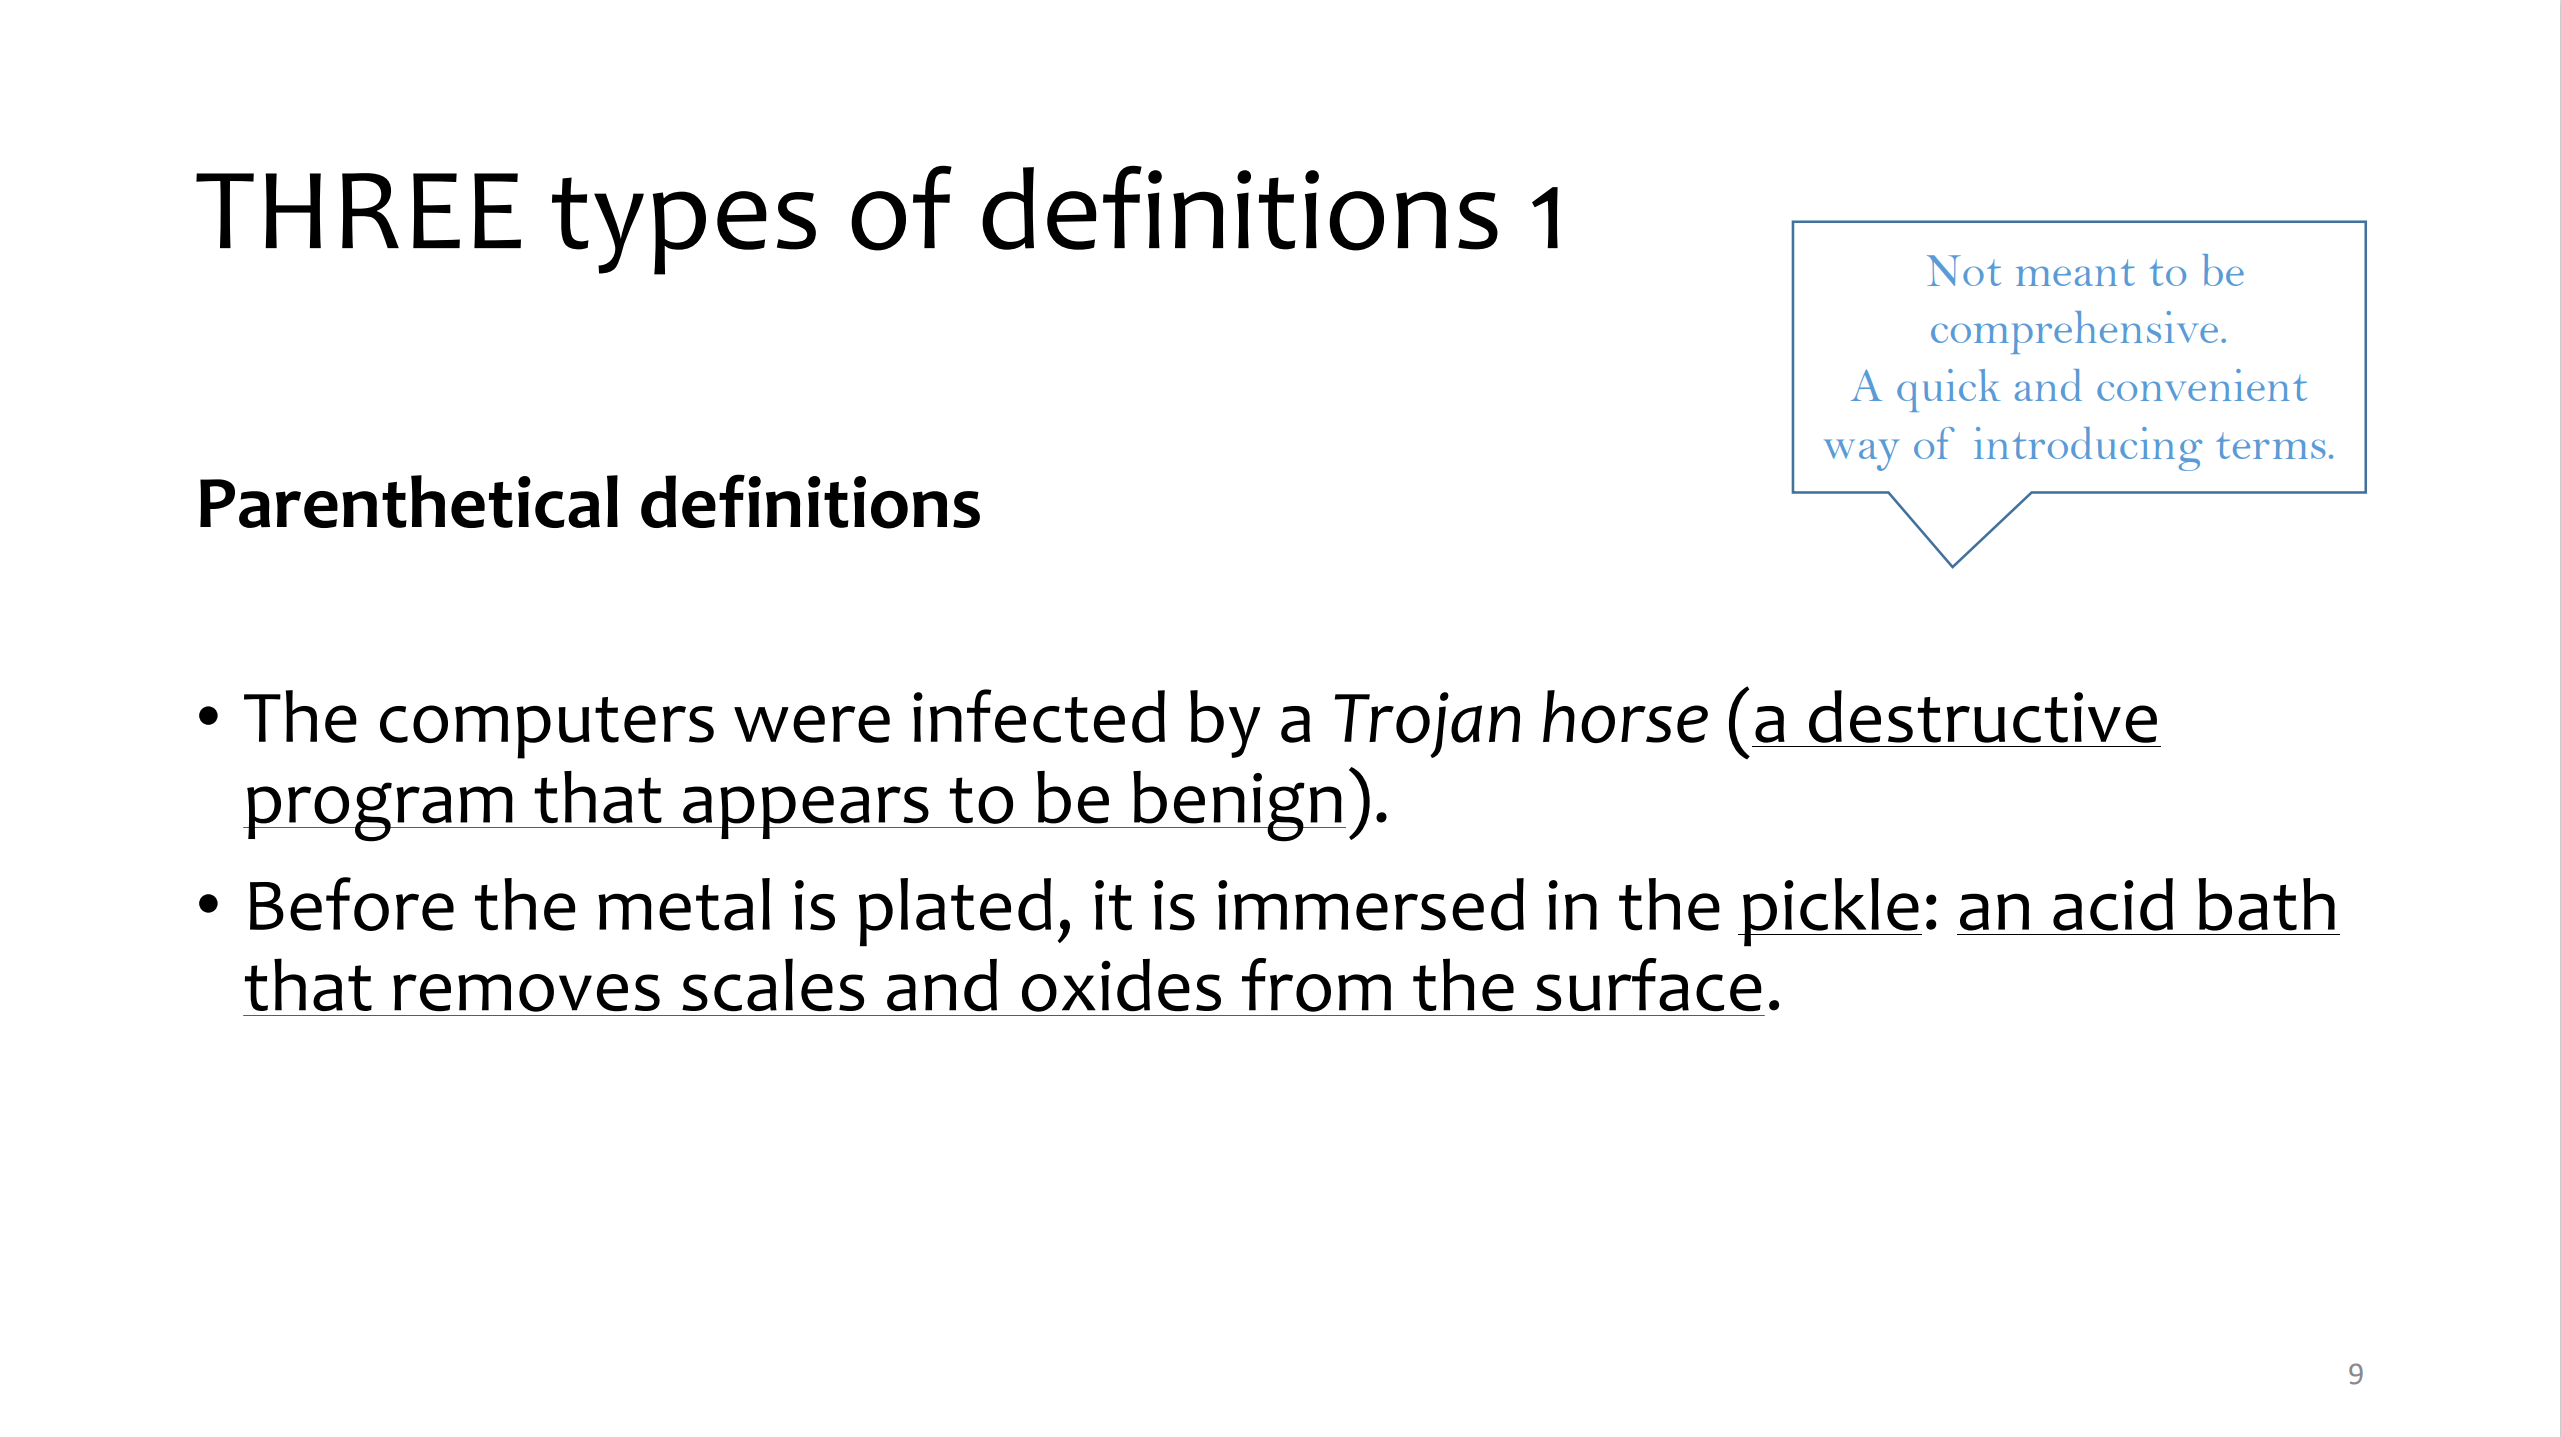 THREE types of definitions 1
Not meant to be
comprehensive.
A quick and convenient
way of introducing terms.
Parenthetical definitions
• The computers were infected by a Trojan horse (a destructive
program that appears to be benign).
• Before the metal is plated, it is immersed in the pickle: an acid bath
that removes scales and oxides from the surface.
9